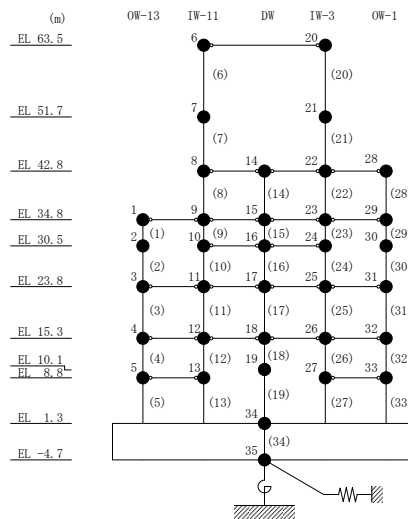 (m) OW-13 IW-11 DW IW-3 OW-1
EL 63.5 6 20
(6) (20)
EL 51.7 7 21
(7) (21)
EL 42.8 8 14 22 28
(8) (14) (22) (28)
EL 34.8 1 9 15 23 29
(1) (9) (15) (23) (29)
EL 30.5 2 10 16 24 30
(2) (10) (16) (24) (30)
EL 23.8 3 11 17 25 31
(3) (11) (17) (25) (31)
EL 15.3 4 12 18 26 32
(4) (12) (18) (26) (32)
EL 10.1 19
EL 8.8 5 13 27 33
(5) (13) (19) (27) (33)
EL 1.3 34
(34)
EL -4.7 35